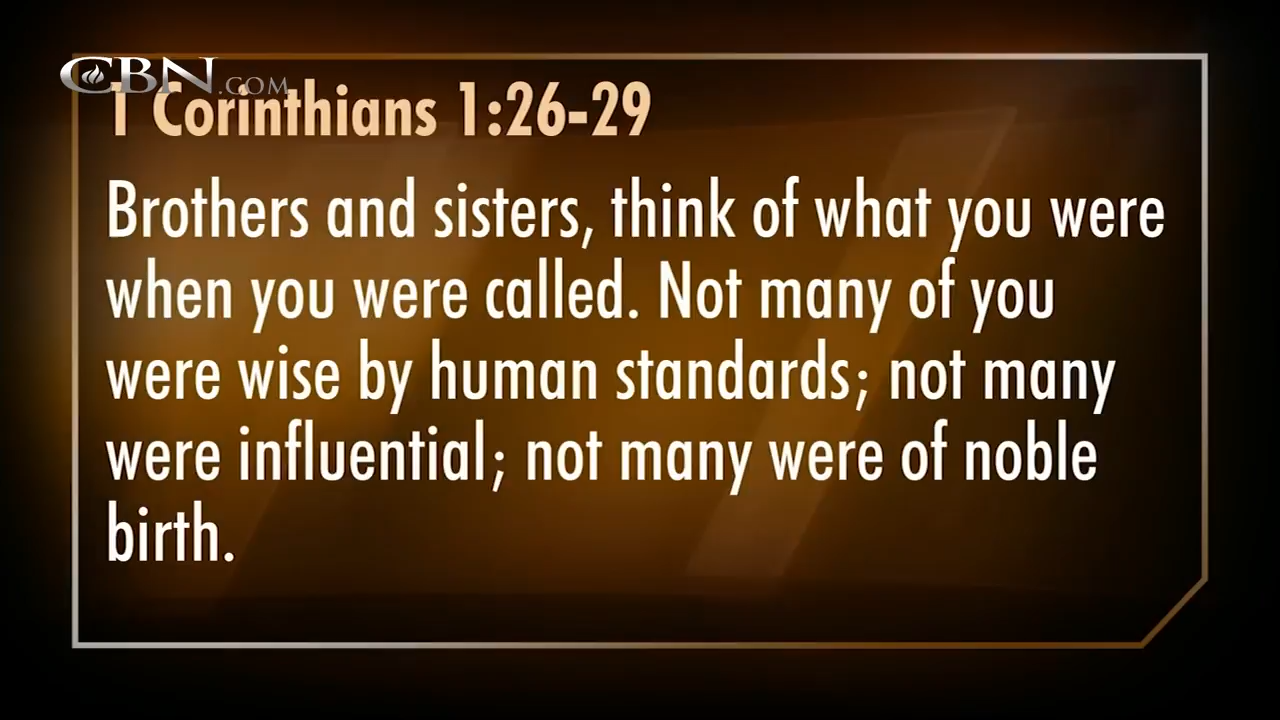 CBN.COM
1 Corinthians 1:26-29
Brothers and sisters, think of what you were
when you were called. Not many of you
were wise by human standards; not many
were influential; not many were of noble
birth.